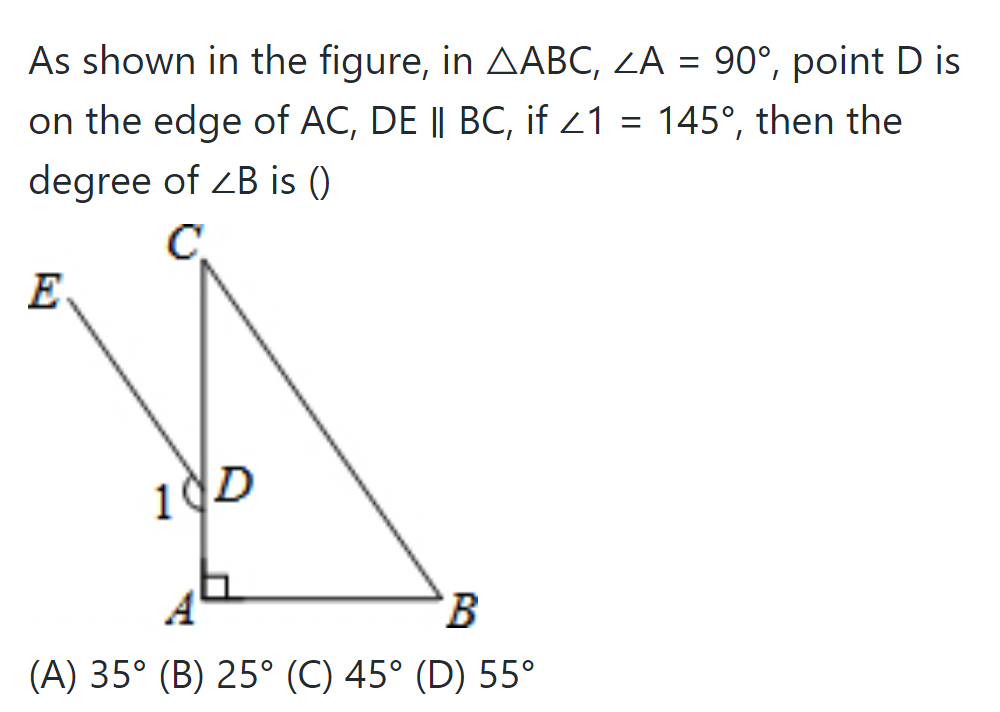 As shown in the figure, in △ABC, ∠A = 90°, point D is
on the edge of AC, DE ∥ BC, if ∠1 = 145°, then the
degree of ∠B is ()
C
E
1 D
A
B
(A) 35° (B) 25° (C) 45° (D) 55°